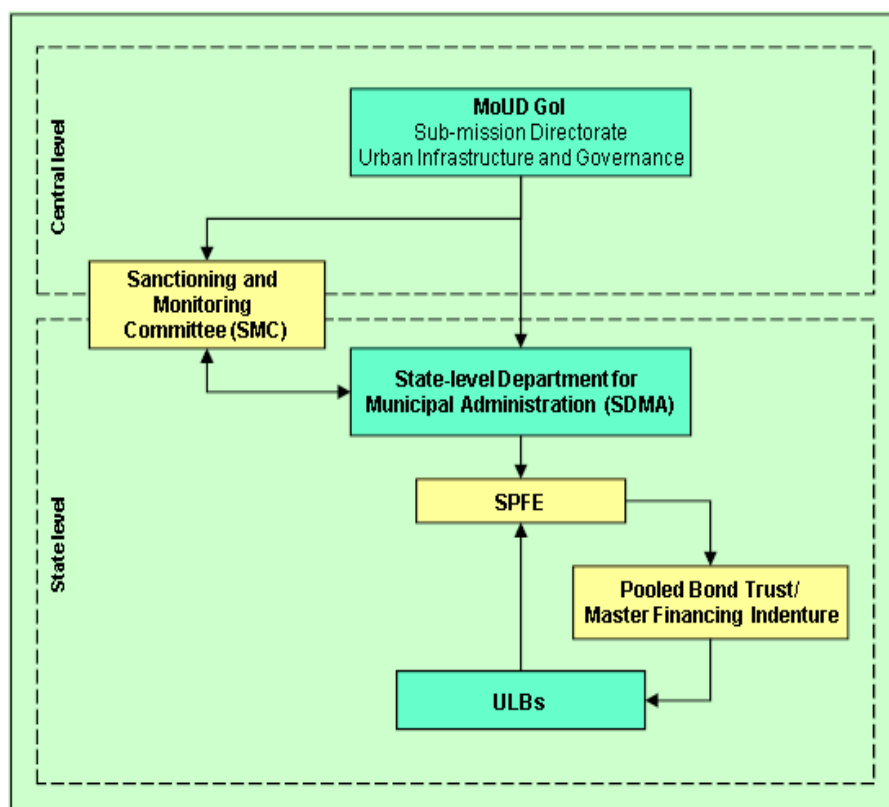 Central level
MoUD GoI
Sub-mission Directorate
Urban Infrastructure and Governance
Sanctioning and
Monitoring
Committee (SMC)
State level
State-level Department for
Municipal Administration (SDMA)
SPFE
Pooled Bond Trust/
Master Financing Indenture
ULBs